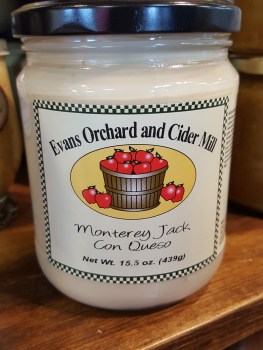 Evans Orchard and Cider Mill
Monterey Jack
Con Queso
Net Wt. 15.5 oz. (439g)